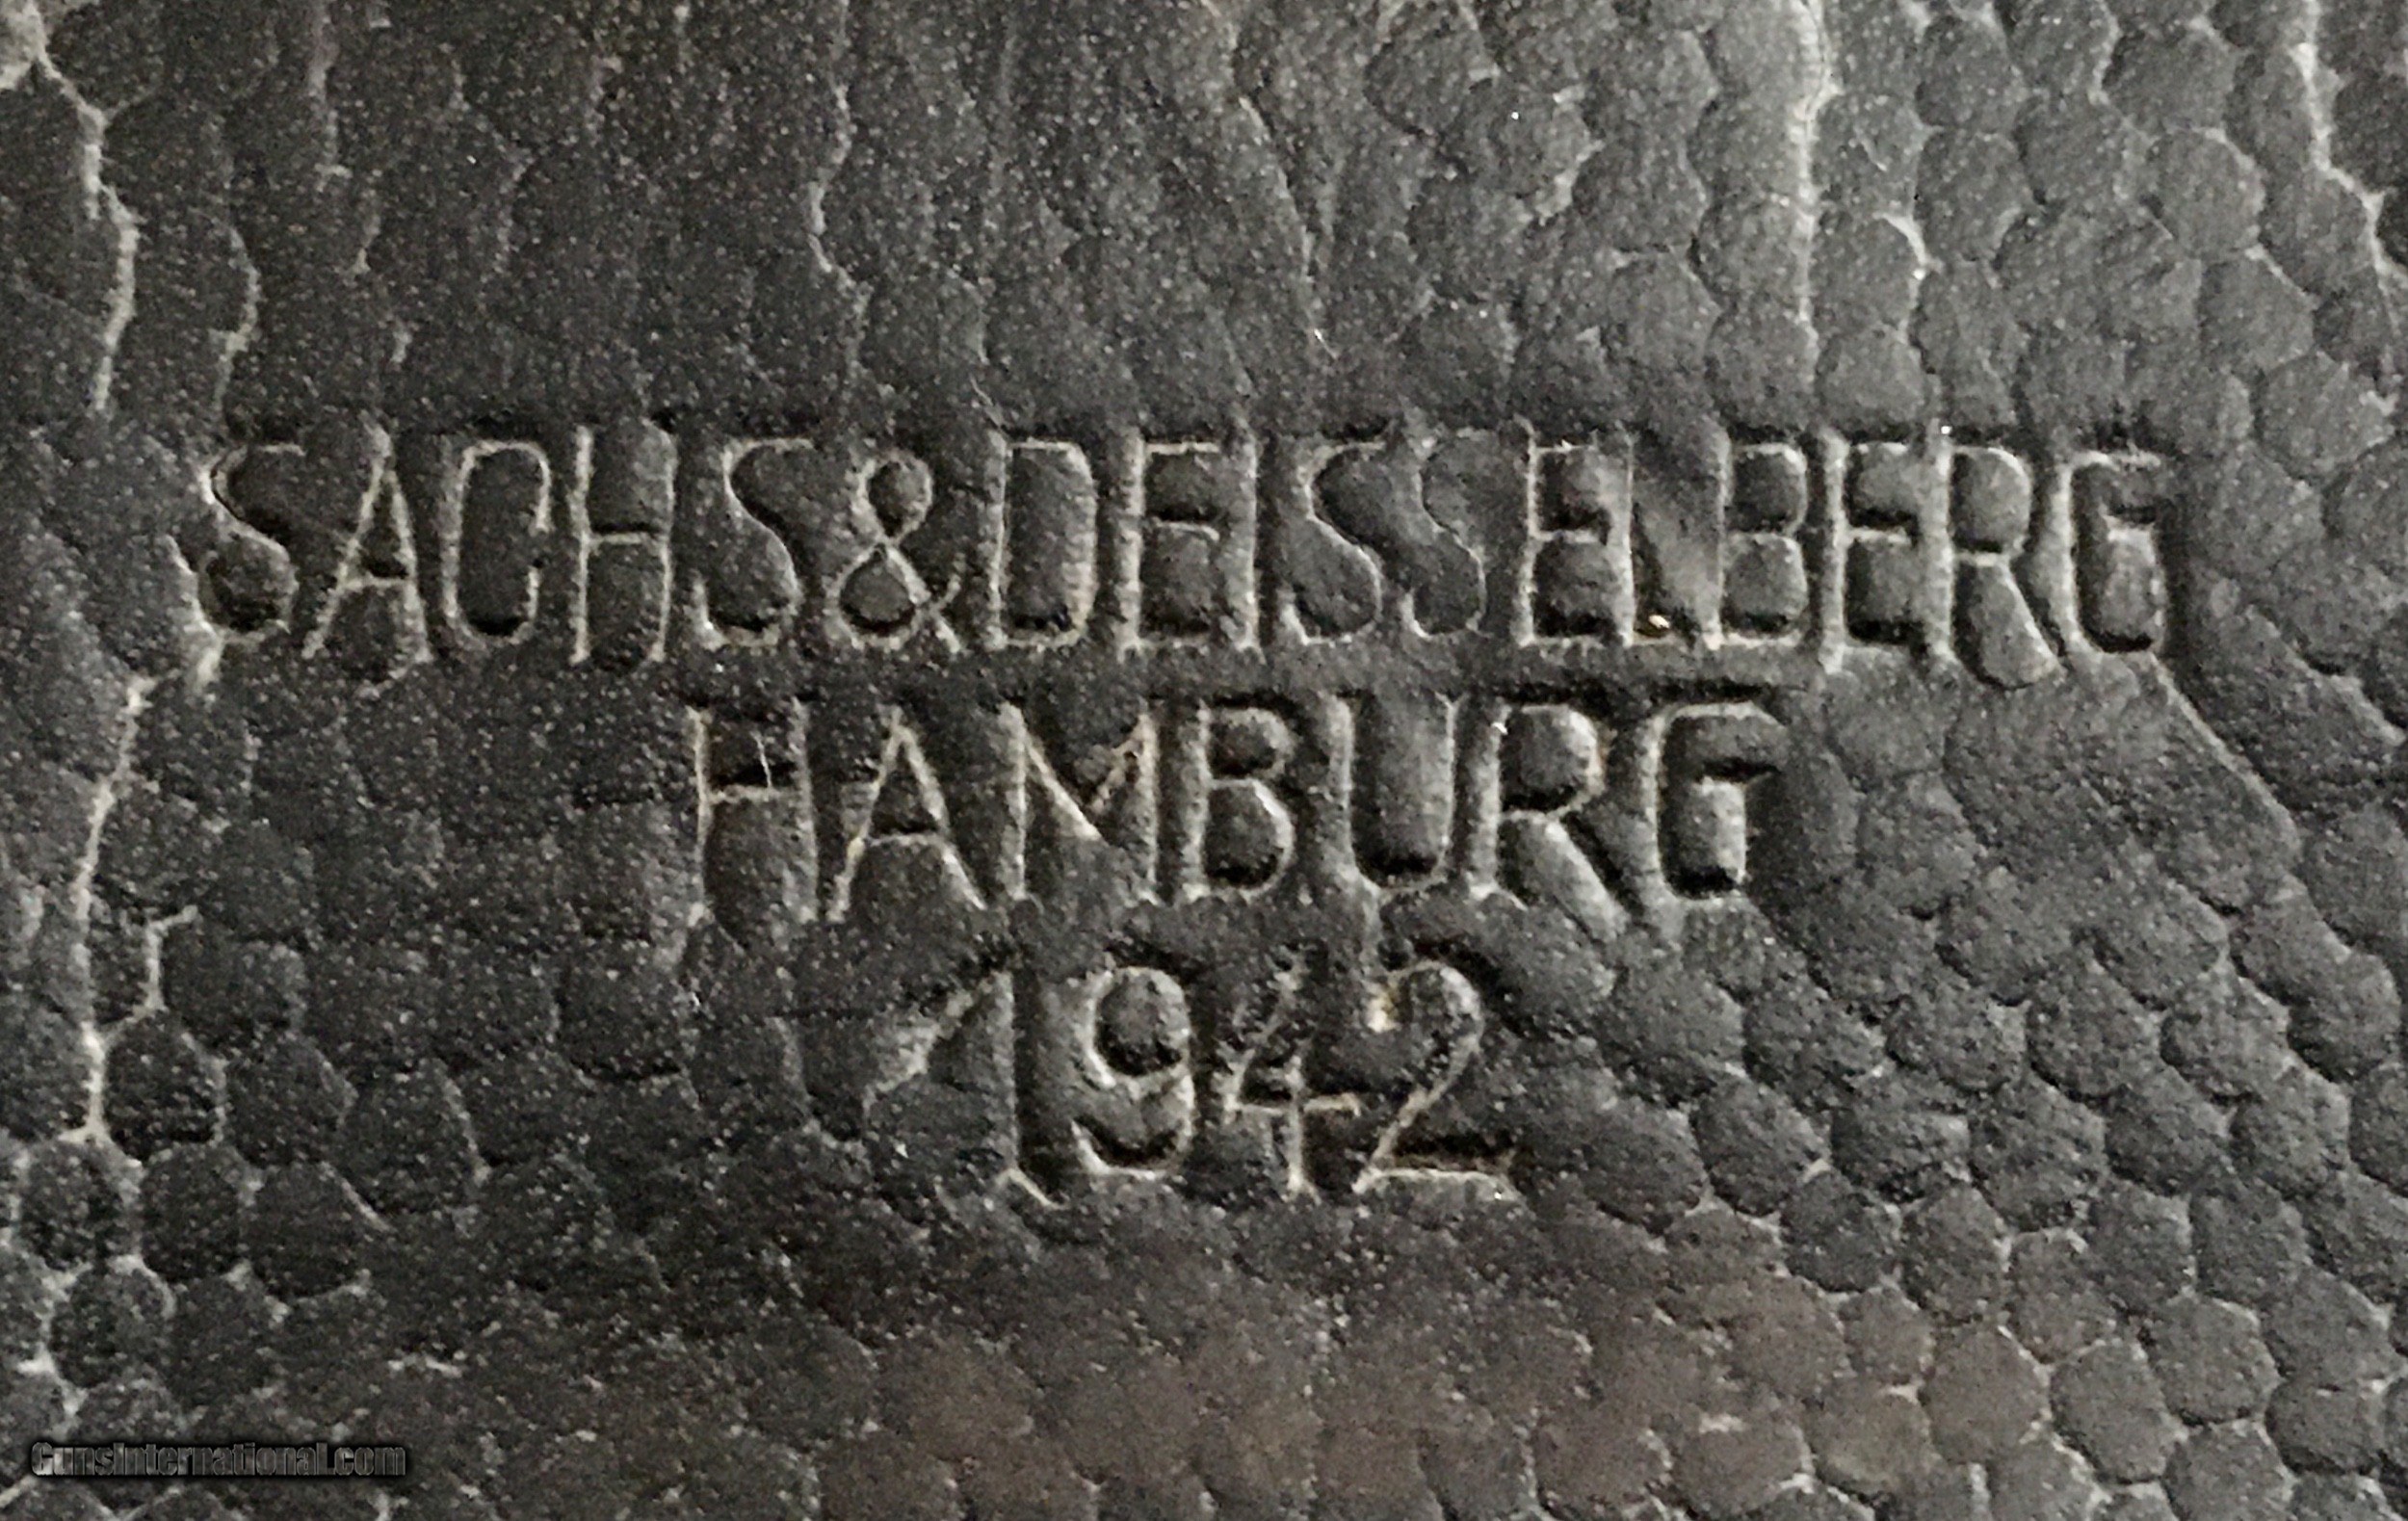 SACHS&DEISSELBERG
HAMBURG
1942
GunsInternational.com